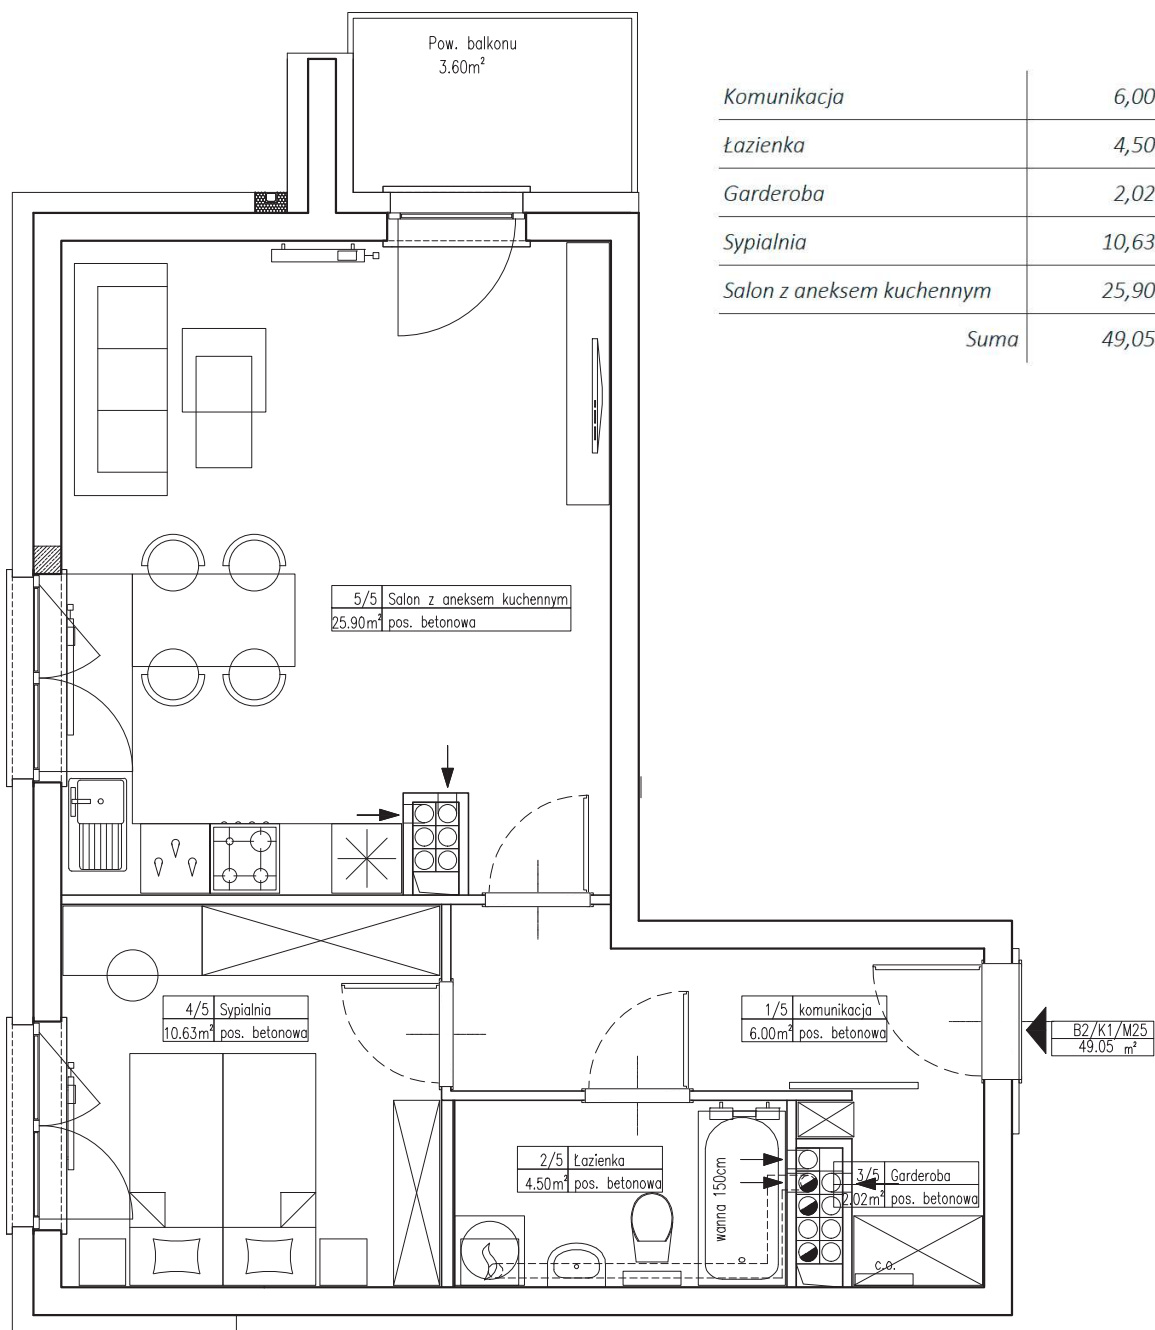 Pow. balkonu
3.60m²
Komunikacja 6,00
Łazienka 4,50
Garderoba 2,02
Sypialnia 10,63
Salon z aneksem kuchennym 25,90
Suma 49,05
5/5 Salon z aneksem kuchennym
25.90m² pos. betonowa
4/5 Sypialnia
10.63m² pos. betonowa
1/5 komunikacja
6.00m² pos. betonowa
B2/K1/M25
49.05 m²
2/5 Łazienka
4.50m² pos. betonowa
wanna 150cm
3/5 Garderoba
2.02m² pos. betonowa
c.o.